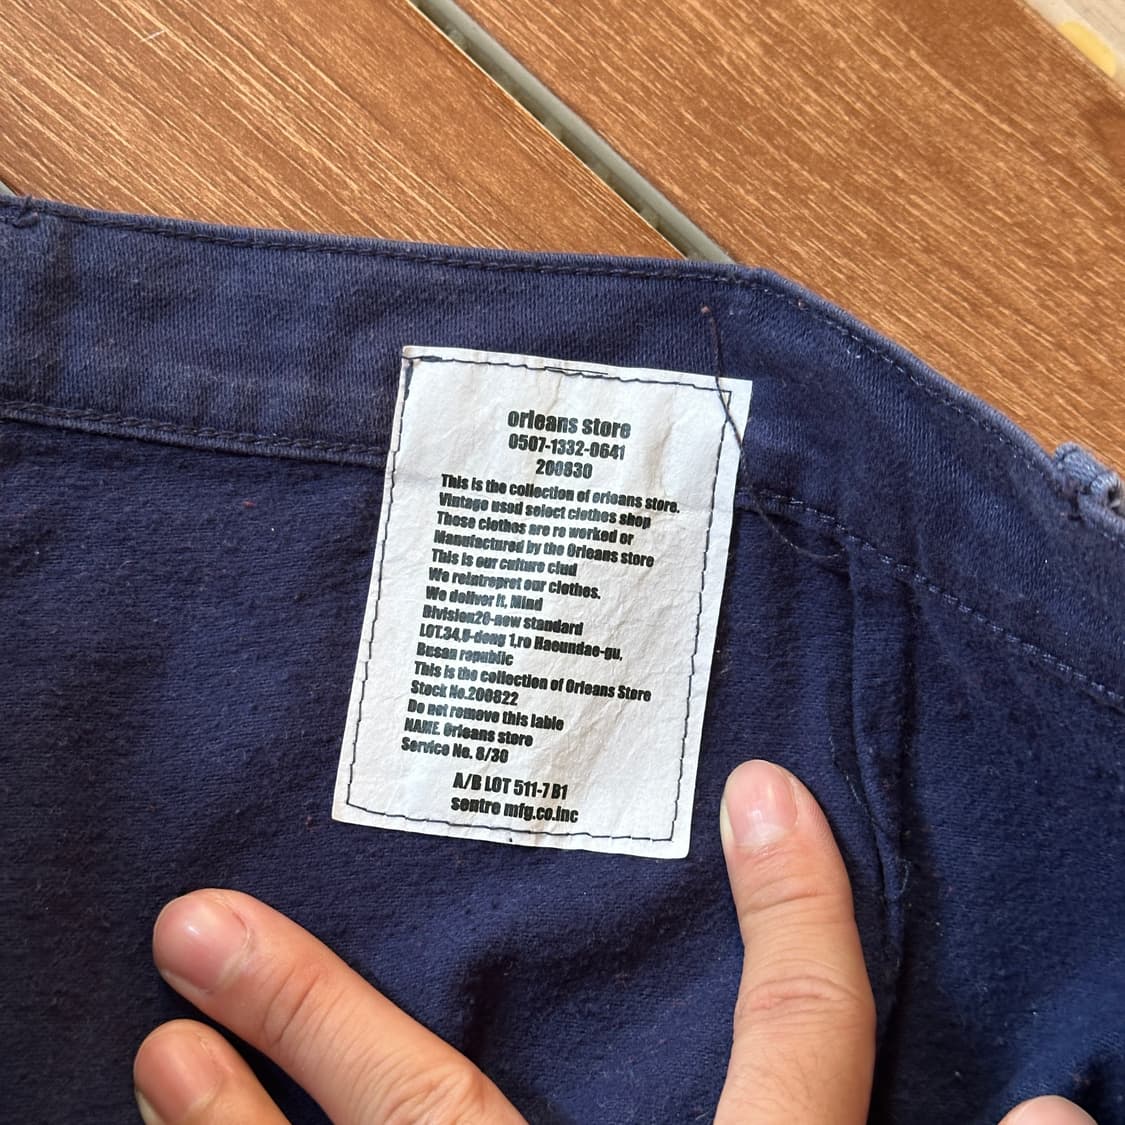 orleans store
0507-1332-0641
200830
This is the collection of orleans store.
Vintage used select clothes shop
These clothes are re worked or
Manufactured by the Orleans store
This is our culture clud
We reintrepret our clothes.
We deliver it, Mind
Division20-new standard
LOT.34,U-dong 1,ro Haeundae-gu,
Busan rapublic
This is the collection of Orleans Store
Stock No.200822
Do not remove this lable
NAME. Orleans store
Service No. 8/30
A/B LOT 511-7 B1
sentre mfg.co.inc